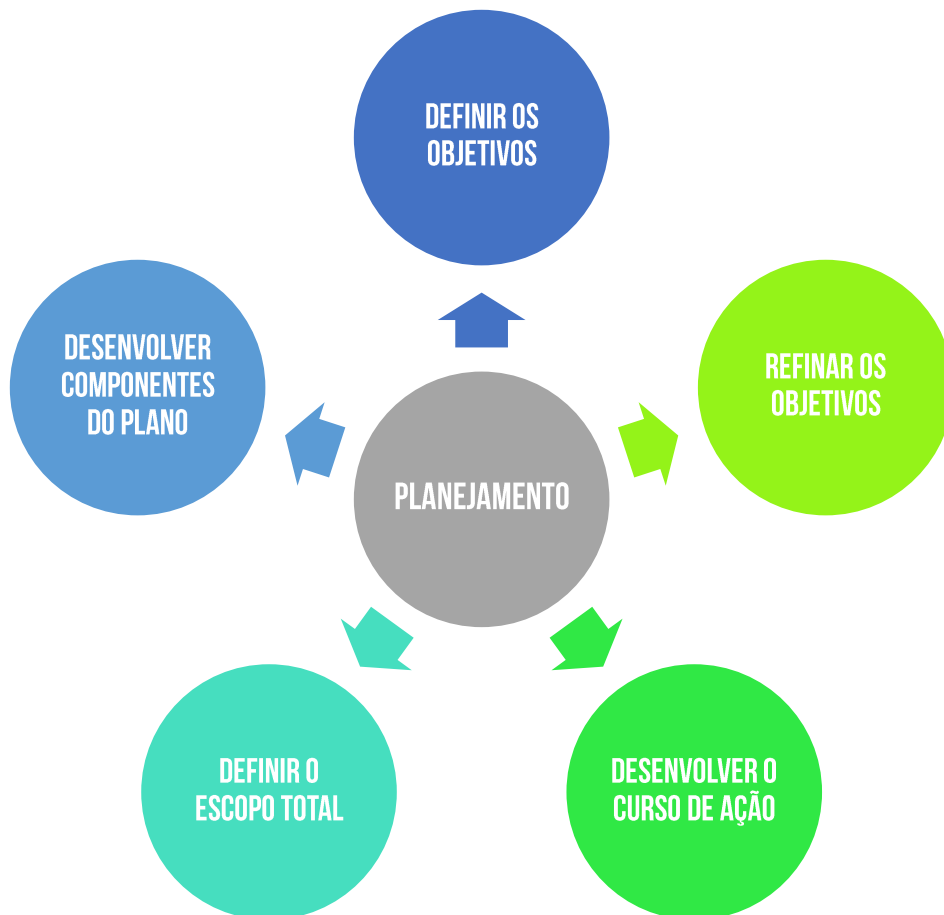 DEFINIR OS
OBJETIVOS
REFINAR OS
OBJETIVOS
DESENVOLVER O
CURSO DE AÇÃO
DEFINIR O
ESCOPO TOTAL
DESENVOLVER
COMPONENTES
DO PLANO
PLANEJAMENTO